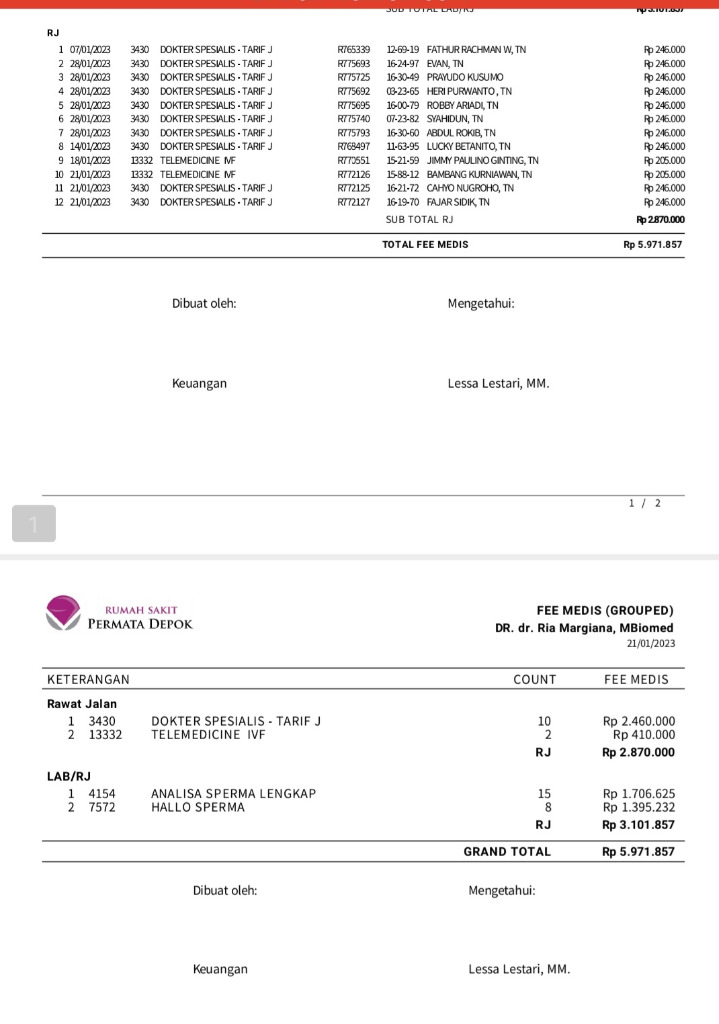 SUB TOTAL LAB/RJ Rp 3.101.857
RJ
1 07/01/2023 3430 DOKTER SPESIALIS - TARIF J R765339 12-69-19 FATHUR RACHMAN W, TN Rp 246.000
2 28/01/2023 3430 DOKTER SPESIALIS - TARIF J R775693 16-24-97 EVAN, TN Rp 246.000
3 28/01/2023 3430 DOKTER SPESIALIS - TARIF J R775725 16-30-49 PRAYUDO KUSUMO Rp 246.000
4 28/01/2023 3430 DOKTER SPESIALIS - TARIF J R775692 03-23-65 HERI PURWANTO , TN Rp 246.000
5 28/01/2023 3430 DOKTER SPESIALIS - TARIF J R775695 16-00-79 ROBBY ARIADI, TN Rp 246.000
6 28/01/2023 3430 DOKTER SPESIALIS - TARIF J R775740 07-23-82 SYAHIDUN, TN Rp 246.000
7 28/01/2023 3430 DOKTER SPESIALIS - TARIF J R775793 16-30-60 ABDUL ROKIB, TN Rp 246.000
8 14/01/2023 3430 DOKTER SPESIALIS - TARIF J R769497 11-63-95 LUCKY BETANITO, TN Rp 246.000
9 18/01/2023 13332 TELEMEDICINE IVF R770551 15-21-59 JIMMY PAULINO GINTING, TN Rp 205.000
10 21/01/2023 13332 TELEMEDICINE IVF R772126 15-88-12 BAMBANG KURNIAWAN, TN Rp 205.000
11 21/01/2023 3430 DOKTER SPESIALIS - TARIF J R772125 16-21-72 CAHYO NUGROHO, TN Rp 246.000
12 21/01/2023 3430 DOKTER SPESIALIS - TARIF J R772127 16-19-70 FAJAR SIDIK, TN Rp 246.000
SUB TOTAL RJ Rp 2.870.000
TOTAL FEE MEDIS Rp 5.971.857
Dibuat oleh: Mengetahui:
Keuangan Lessa Lestari, MM.
1 / 2
1
RUMAH SAKIT
PERMATA DEPOK
FEE MEDIS (GROUPED)
DR. dr. Ria Margiana, MBiomed
21/01/2023
KETERANGAN COUNT FEE MEDIS
Rawat Jalan
1 3430 DOKTER SPESIALIS - TARIF J 10 Rp 2.460.000
2 13332 TELEMEDICINE IVF 2 Rp 410.000
RJ Rp 2.870.000
LAB/RJ
1 4154 ANALISA SPERMA LENGKAP 15 Rp 1.706.625
2 7572 HALLO SPERMA 8 Rp 1.395.232
RJ Rp 3.101.857
GRAND TOTAL Rp 5.971.857
Dibuat oleh: Mengetahui:
Keuangan Lessa Lestari, MM.